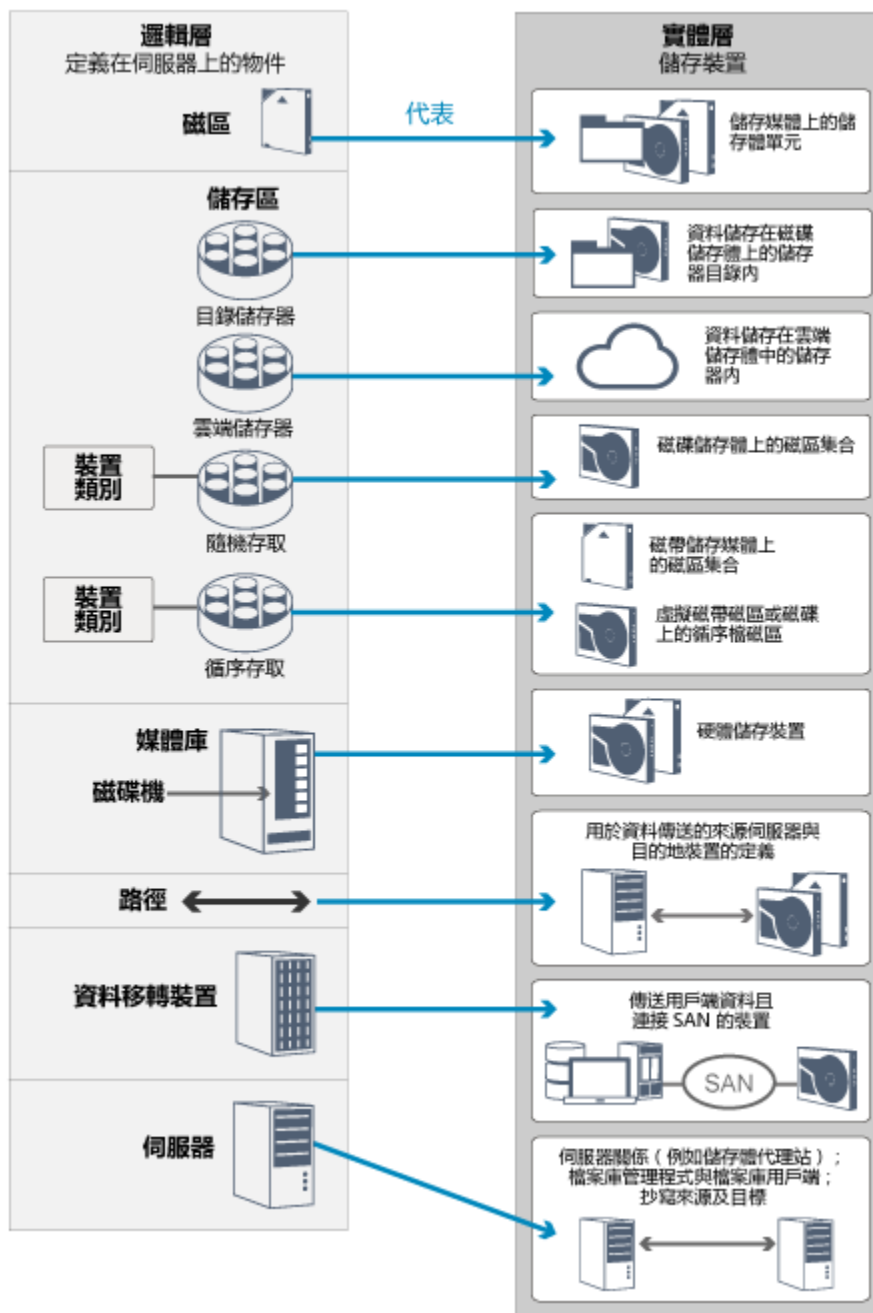 邏輯層
定義在伺服器上的物件
實體層
儲存裝置
磁區
代表
儲存媒體上的儲
存體單元
儲存區
目錄儲存器
資料儲存在磁碟
儲存體上的儲存
器目錄內
雲端儲存器
資料儲存在雲端
儲存體中的儲存
器內
裝置
類別
隨機存取
磁碟儲存體上的磁區集合
裝置
類別
循序存取
磁帶儲存媒體上
的磁區集合
虛擬磁帶磁區或磁碟
上的循序檔磁區
媒體庫
磁碟機
硬體儲存裝置
路徑
用於資料傳送的來源伺服器與
目的地裝置的定義
資料移轉裝置
傳送用戶端資料且
連接 SAN 的裝置
SAN
伺服器
伺服器關係（例如儲存體代理站）；
檔案庫管理程式與檔案庫用戶端；
抄寫來源及目標